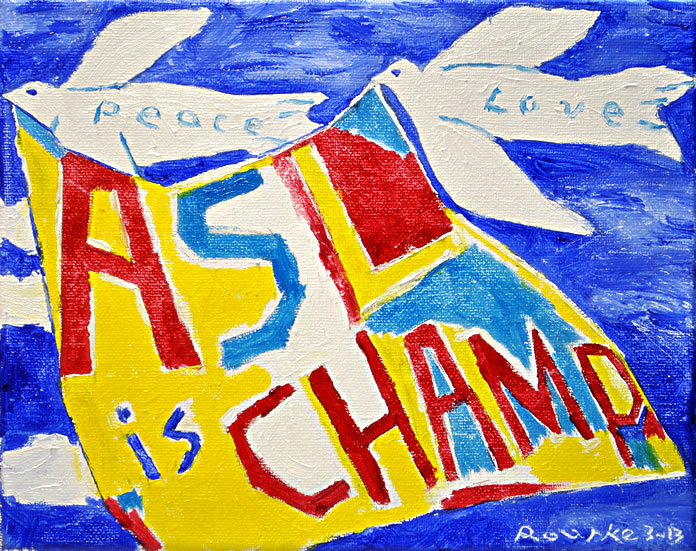 peace
Love
ASL
is CHAMP
Rourke 3-13